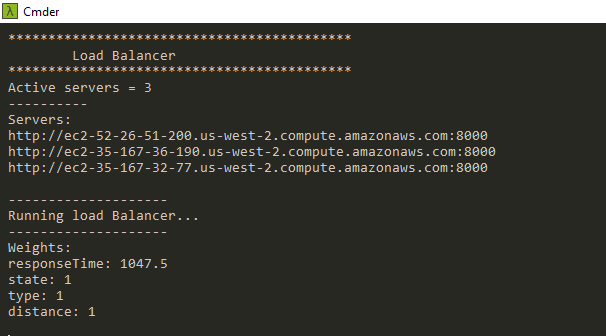 λ Cmder
*******************************************
Load Balancer
*******************************************
Active servers = 3
----------
Servers:
http://ec2-52-26-51-200.us-west-2.compute.amazonaws.com:8000
http://ec2-35-167-36-190.us-west-2.compute.amazonaws.com:8000
http://ec2-35-167-32-77.us-west-2.compute.amazonaws.com:8000
--------------------
Running load Balancer...
--------------------
Weights:
responseTime: 1047.5
state: 1
type: 1
distance: 1